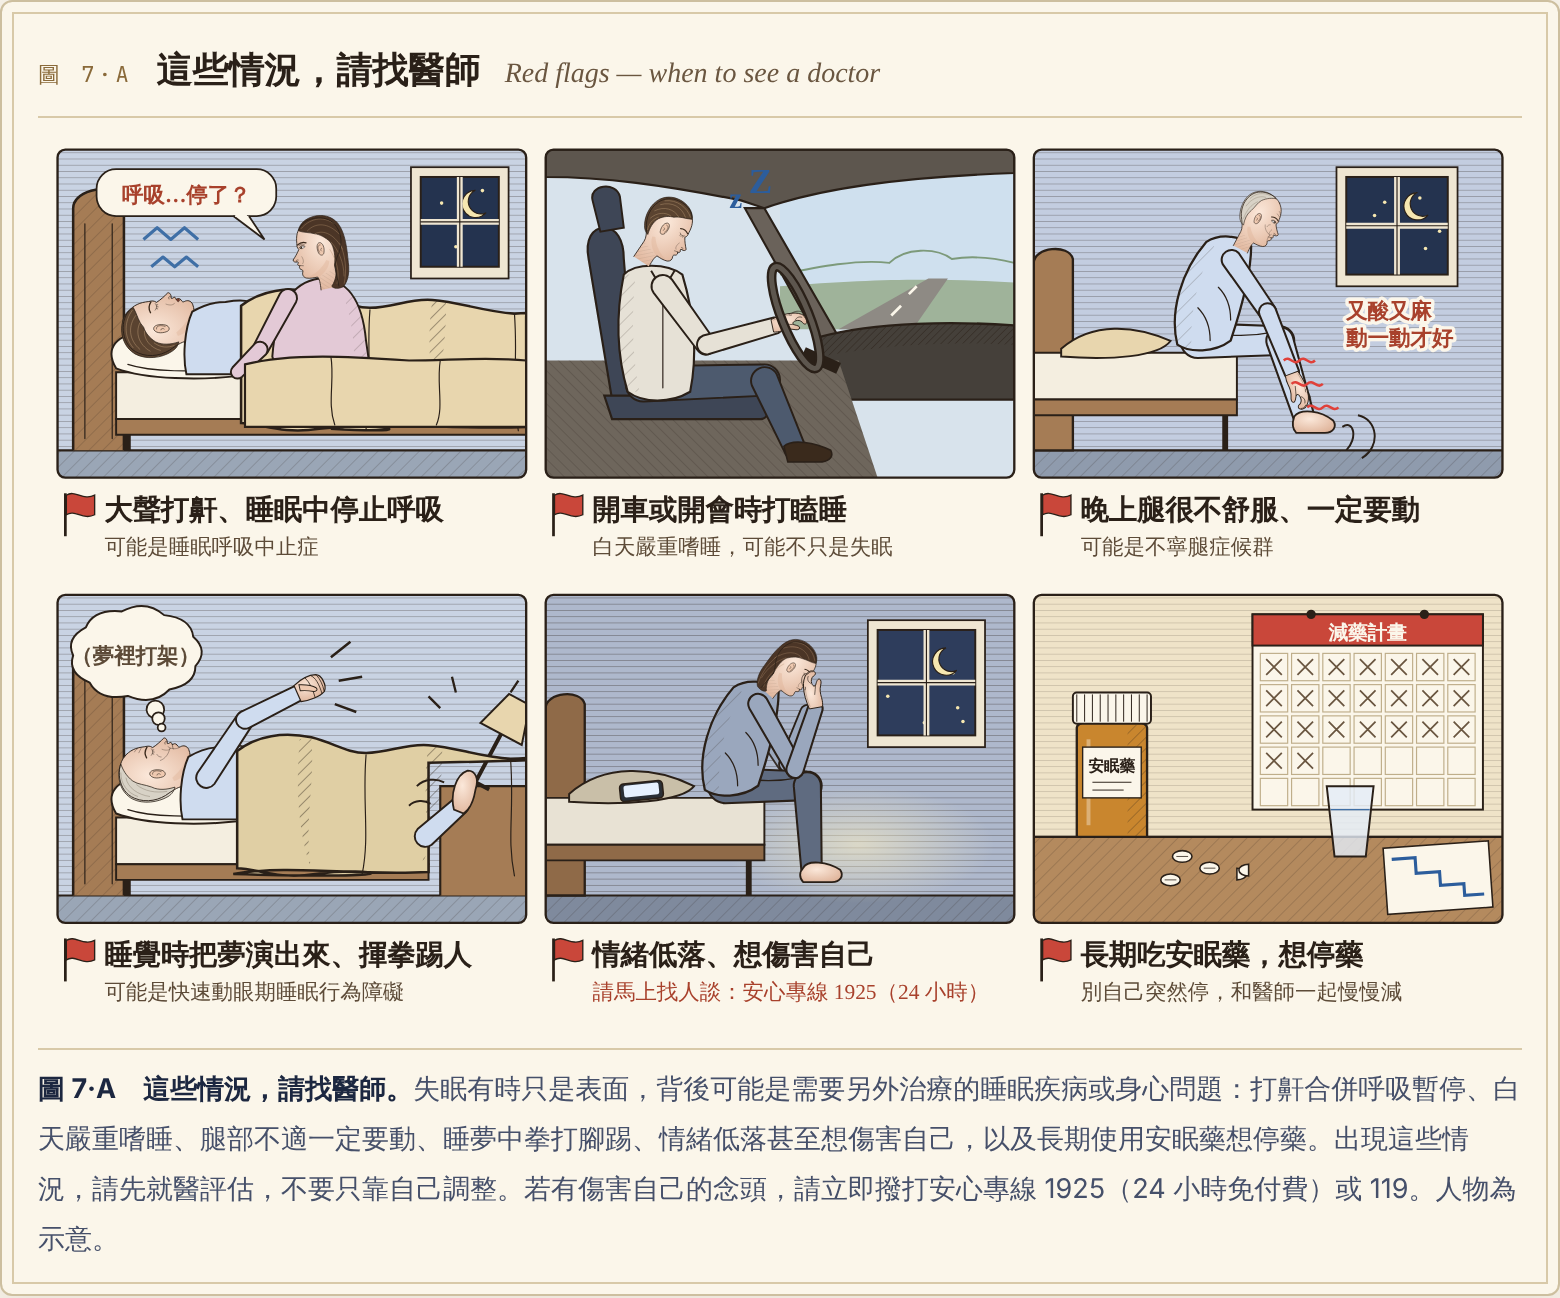 圖 7·A 這些情況，請找醫師 Red flags — when to see a doctor
呼吸…停了？
z Z
又酸又麻
動一動才好
大聲打鼾、睡眠中停止呼吸
可能是睡眠呼吸中止症
開車或開會時打瞌睡
白天嚴重嗜睡，可能不只是失眠
晚上腿很不舒服、一定要動
可能是不寧腿症候群
（夢裡打架）
減藥計畫
安眠藥
睡覺時把夢演出來、揮拳踢人
可能是快速動眼期睡眠行為障礙
情緒低落、想傷害自己
請馬上找人談：安心專線 1925（24 小時）
長期吃安眠藥，想停藥
別自己突然停，和醫師一起慢慢減
圖 7·A　這些情況，請找醫師。失眠有時只是表面，背後可能是需要另外治療的睡眠疾病或身心問題：打鼾合併呼吸暫停、白
天嚴重嗜睡、腿部不適一定要動、睡夢中拳打腳踢、情緒低落甚至想傷害自己，以及長期使用安眠藥想停藥。出現這些情
況，請先就醫評估，不要只靠自己調整。若有傷害自己的念頭，請立即撥打安心專線 1925（24 小時免付費）或 119。人物為
示意。